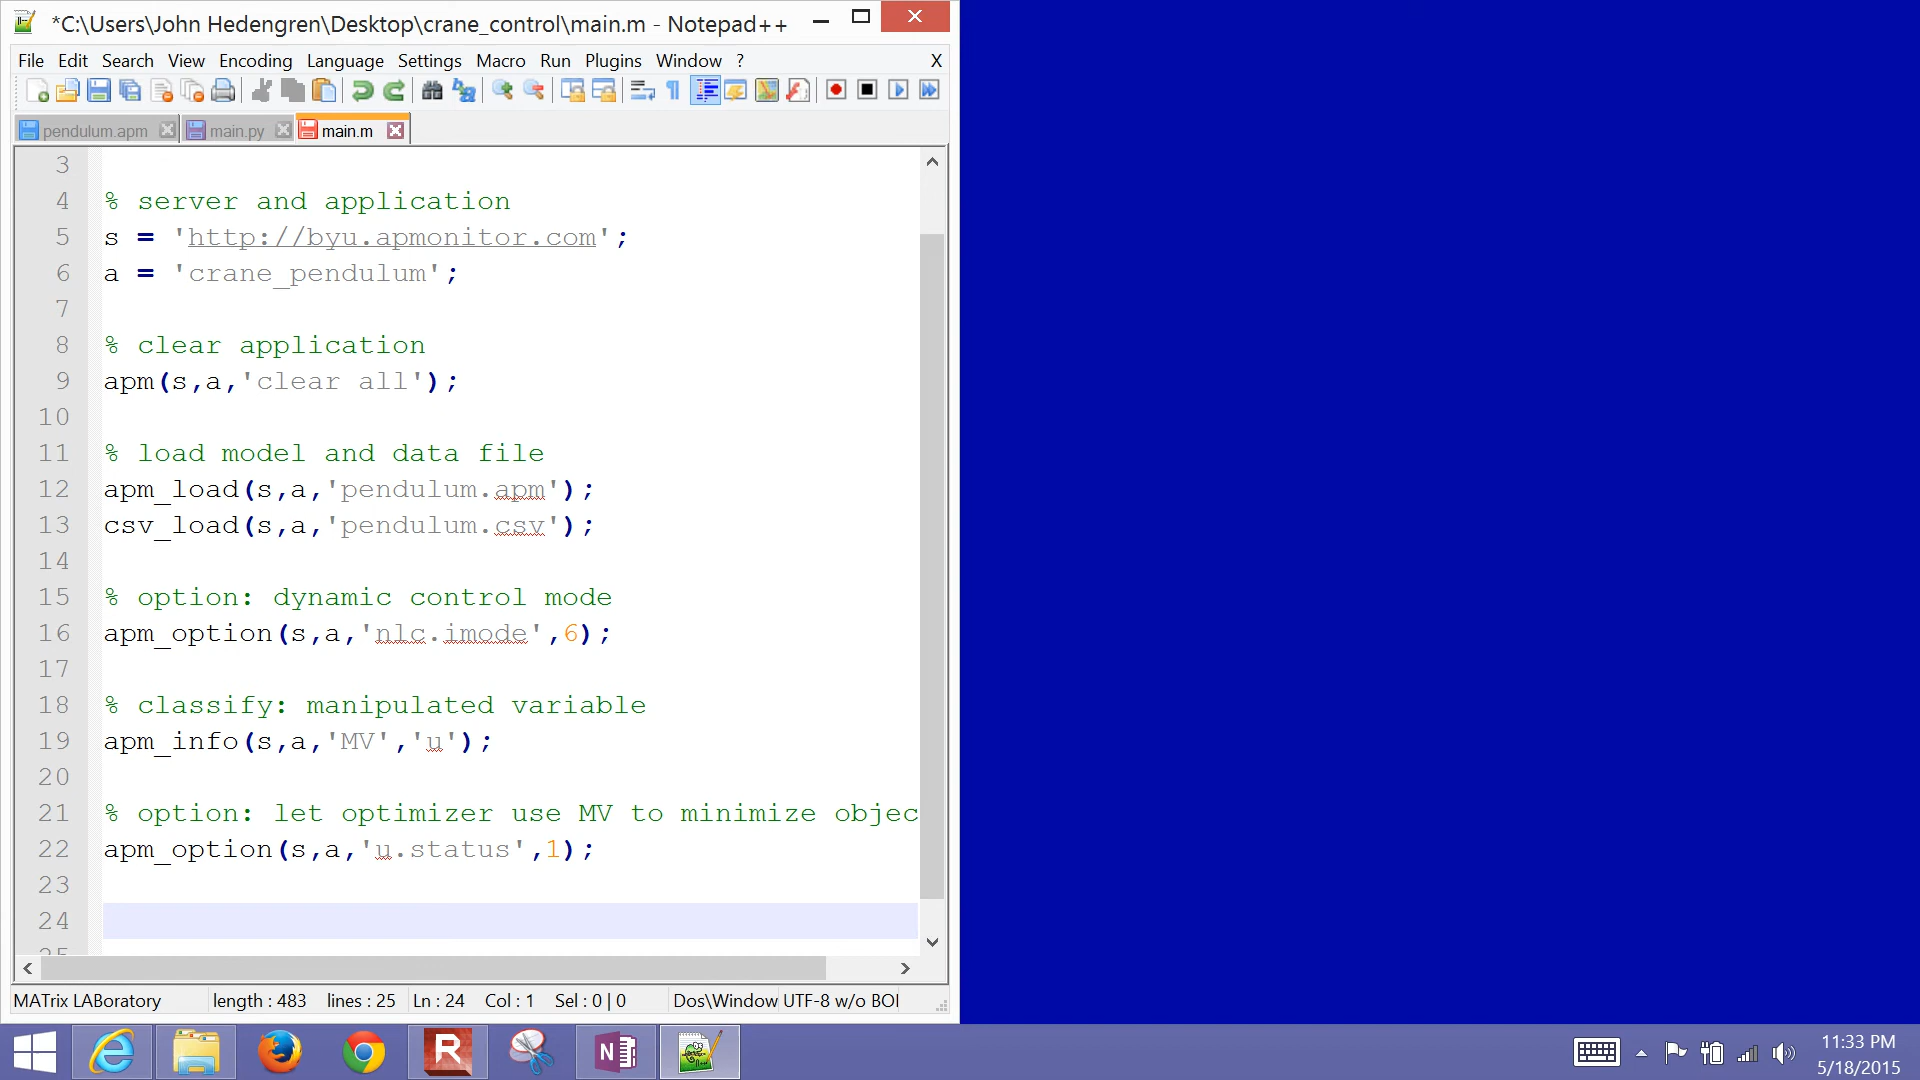 *C:\Users\John Hedengren\Desktop\crane_control\main.m - Notepad++
File Edit Search View Encoding Language Settings Macro Run Plugins Window ? X
pendulum.apm main.py main.m
3
4 % server and application
5 s = 'http://byu.apmonitor.com';
6 a = 'crane_pendulum';
7
8 % clear application
9 apm(s,a,'clear all');
10
11 % load model and data file
12 apm_load(s,a,'pendulum.apm');
13 csv_load(s,a,'pendulum.csv');
14
15 % option: dynamic control mode
16 apm_option(s,a,'nlc.imode',6);
17
18 % classify: manipulated variable
19 apm_info(s,a,'MV','u');
20
21 % option: let optimizer use MV to minimize objec
22 apm_option(s,a,'u.status',1);
23
24
25
MATrix LABoratory length : 483 lines : 25 Ln : 24 Col : 1 Sel : 0 | 0 Dos\Window UTF-8 w/o BO
11:33 PM
5/18/2015